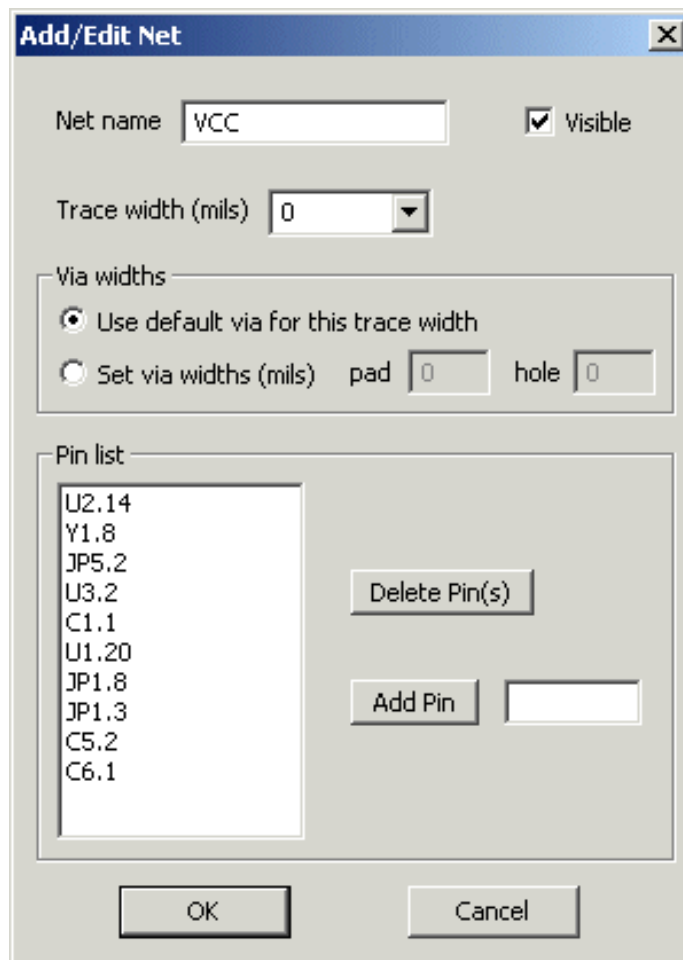 Add/Edit Net
Net name VCC Visible
Trace width (mils) 0
Via widths
Use default via for this trace width
Set via widths (mils) pad 0 hole 0
Pin list
U2.14
Y1.8
JP5.2
U3.2
C1.1
U1.20
JP1.8
JP1.3
C5.2
C6.1
Delete Pin(s)
Add Pin
OK Cancel